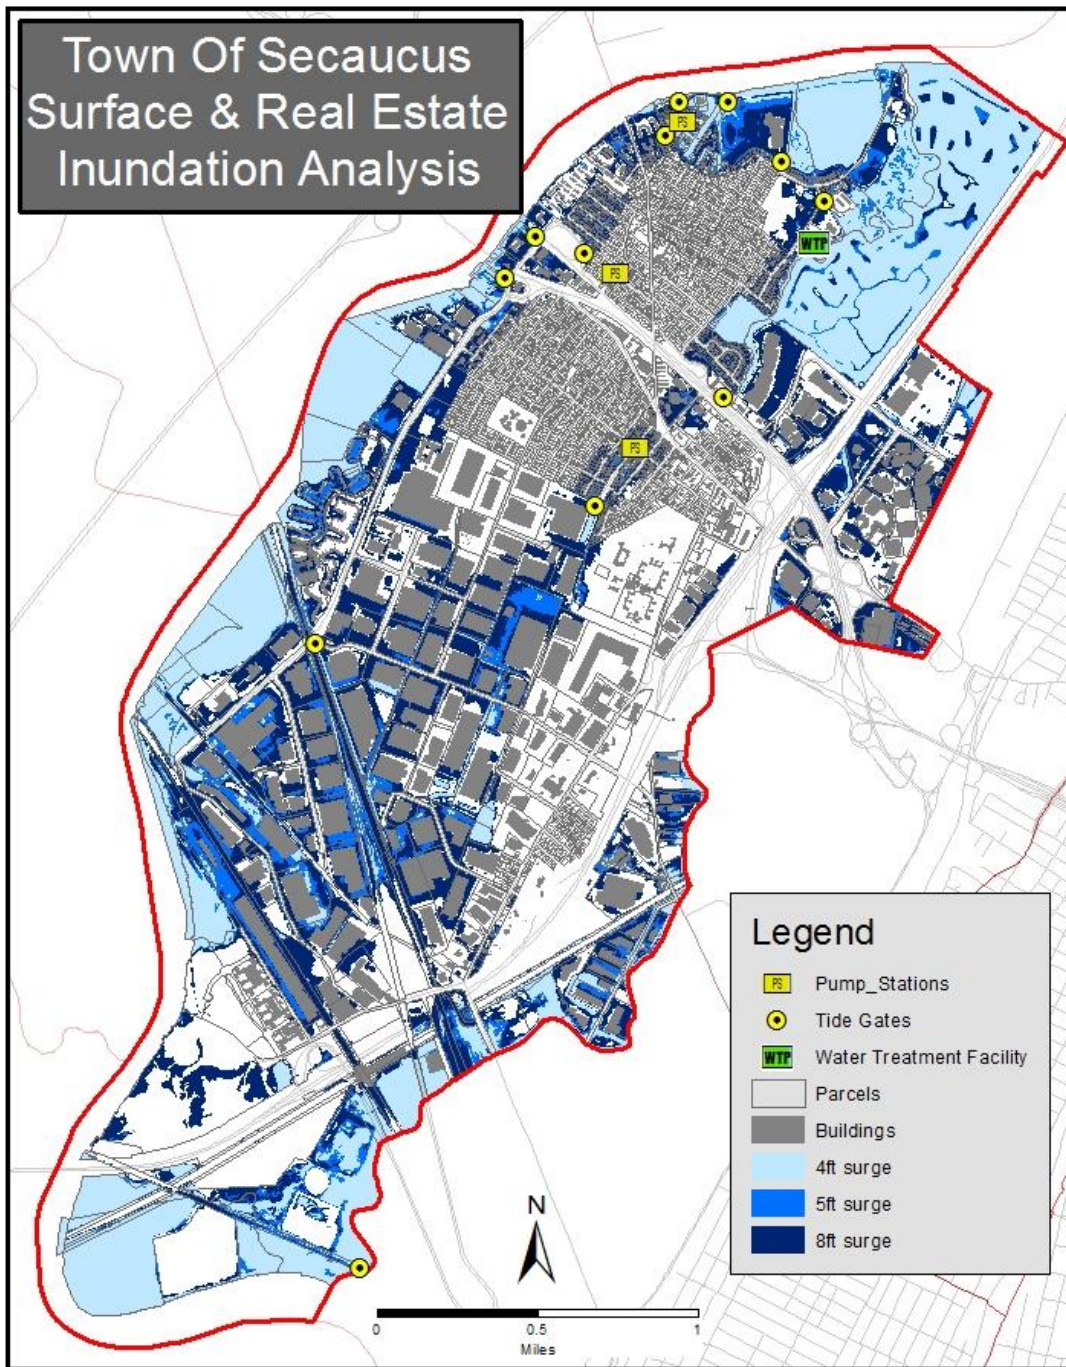 Town Of Secaucus
Surface & Real Estate
Inundation Analysis
PS
WTP
PS
PS
Legend
PS Pump_Stations
Tide Gates
WTP Water Treatment Facility
Parcels
Buildings
4ft surge
5ft surge
8ft surge
N
0 0.5 1
Miles